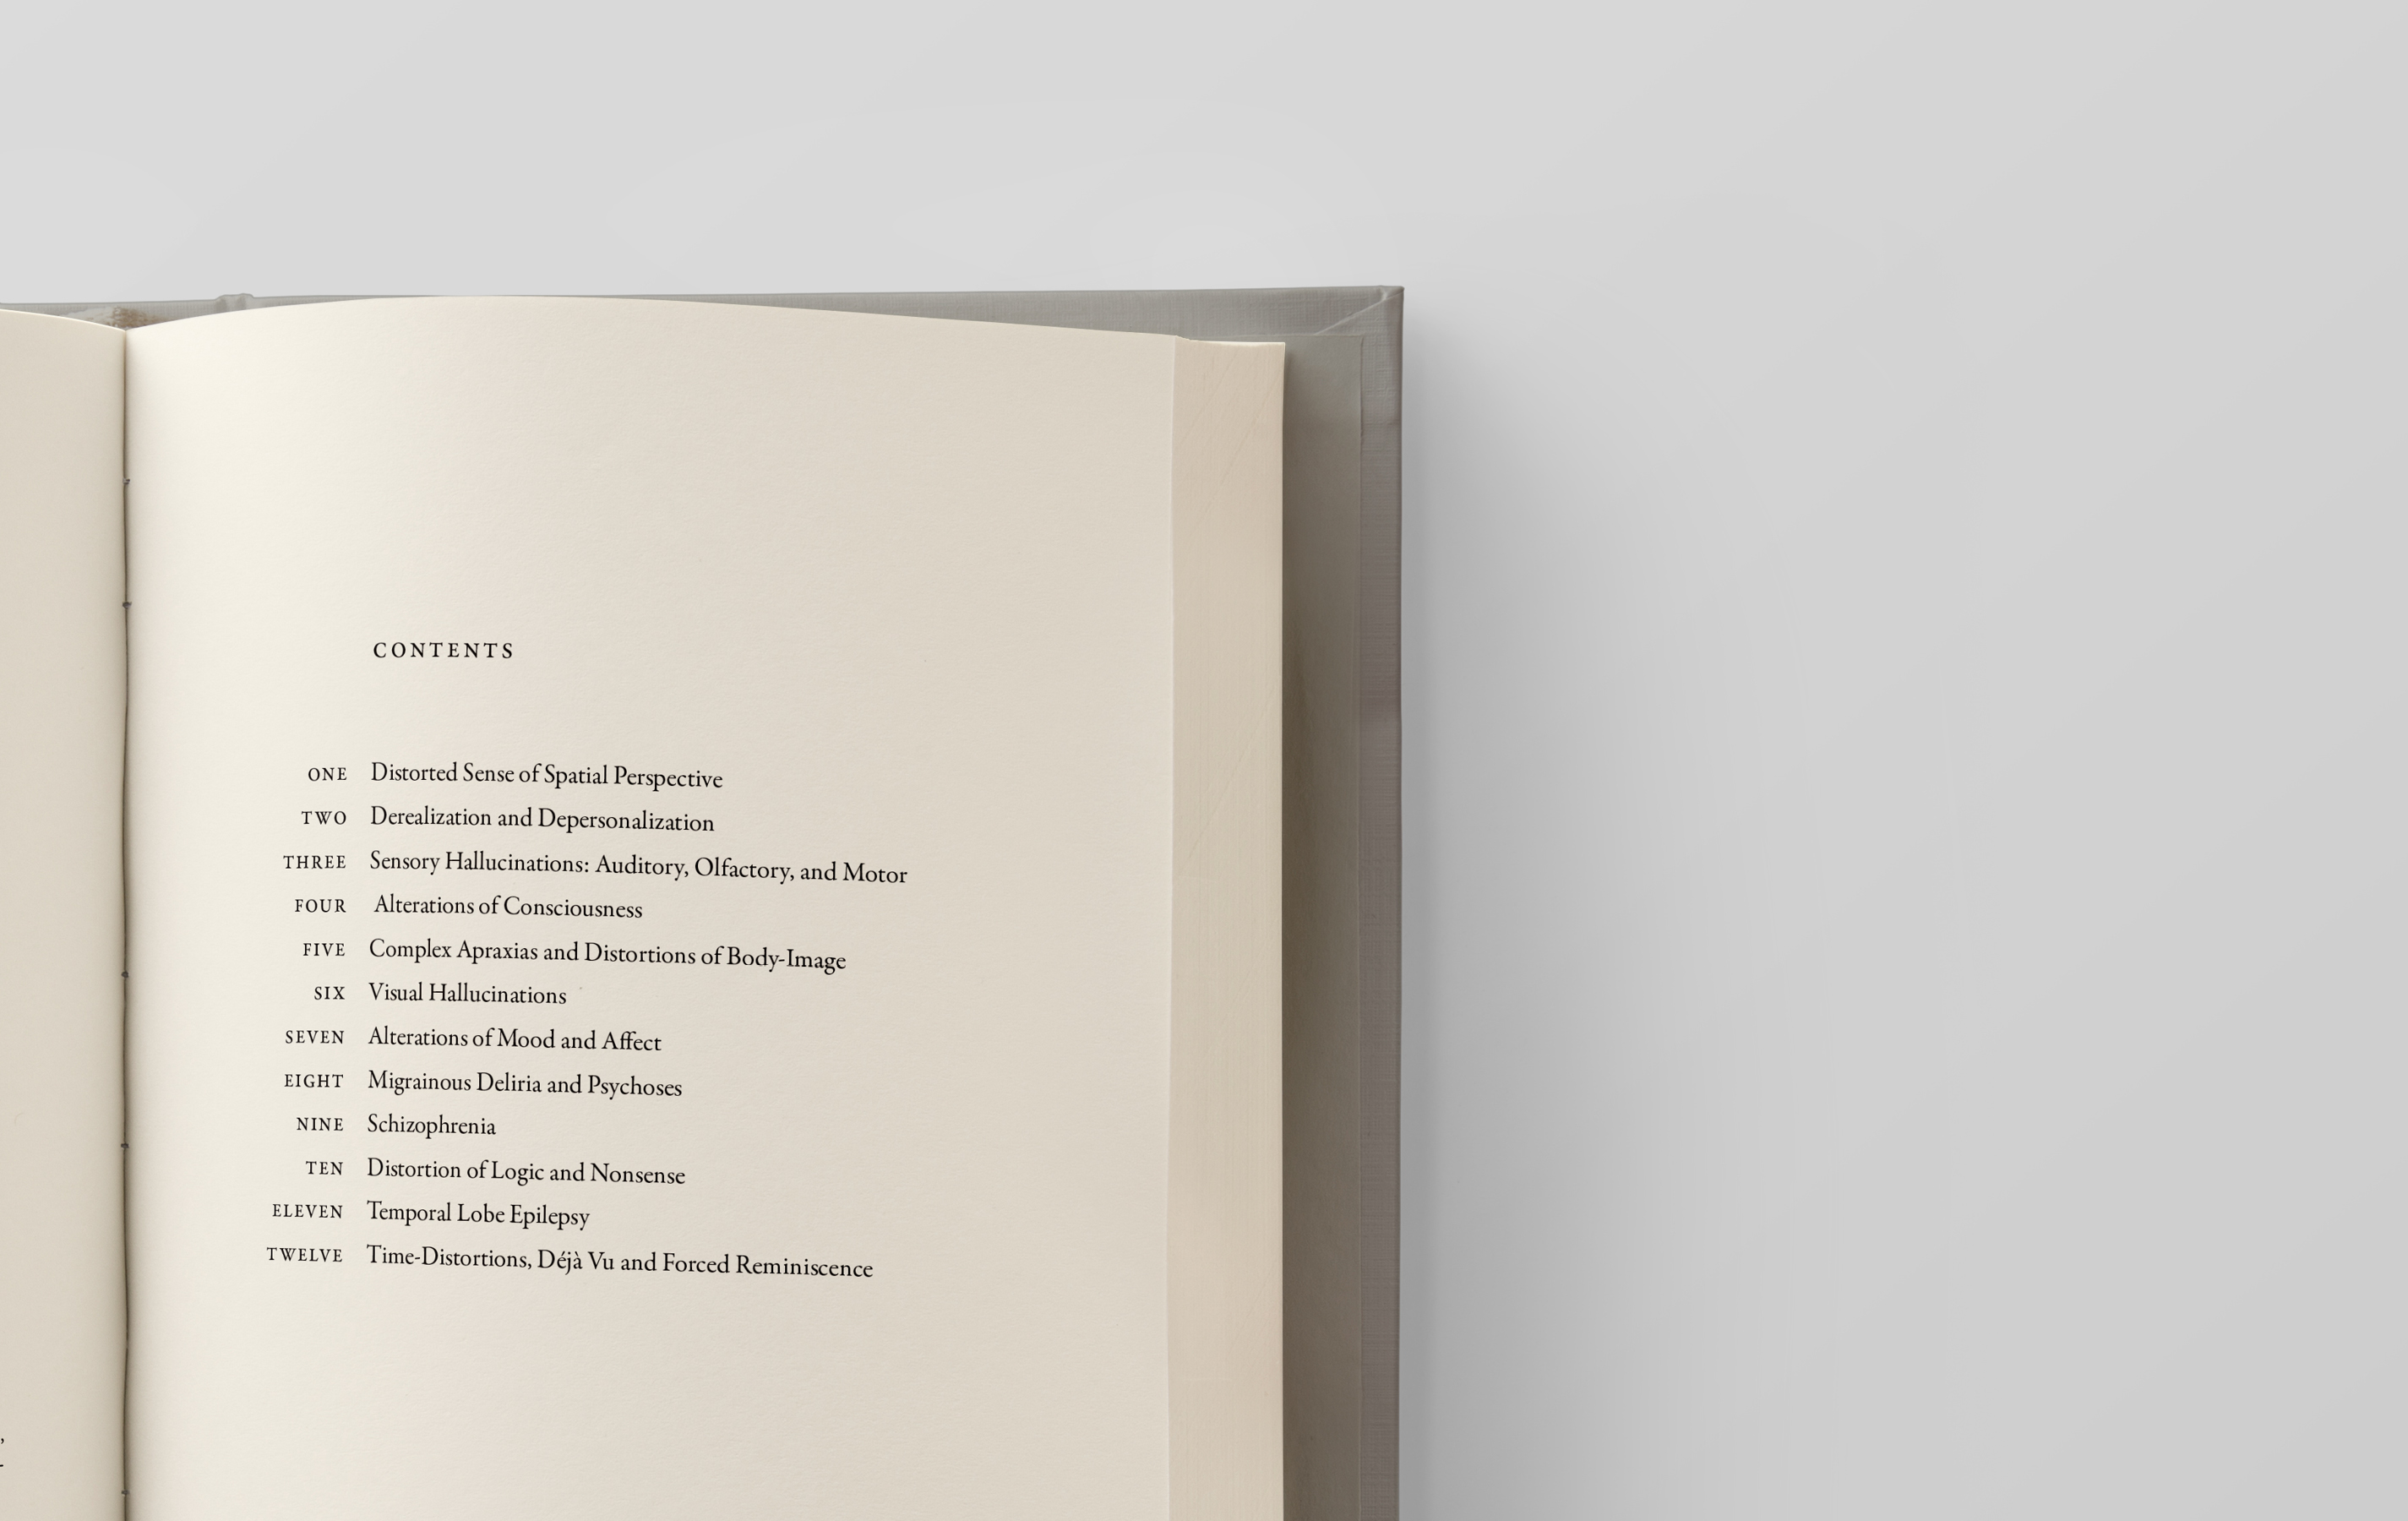 CONTENTS
ONE Distorted Sense of Spatial Perspective
TWO Derealization and Depersonalization
THREE Sensory Hallucinations: Auditory, Olfactory, and Motor
FOUR Alterations of Consciousness
FIVE Complex Apraxias and Distortions of Body-Image
SIX Visual Hallucinations
SEVEN Alterations of Mood and Affect
EIGHT Migrainous Deliria and Psychoses
NINE Schizophrenia
TEN Distortion of Logic and Nonsense
ELEVEN Temporal Lobe Epilepsy
TWELVE Time-Distortions, Déjà Vu and Forced Reminiscence